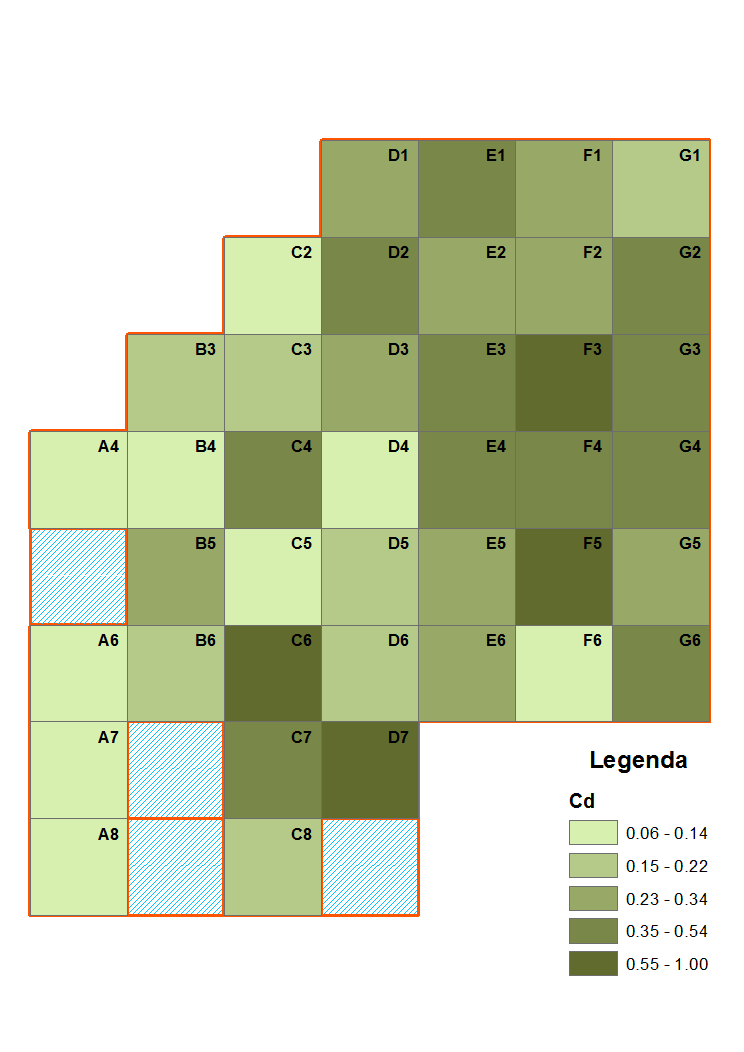 D1 E1 F1 G1
C2 D2 E2 F2 G2
B3 C3 D3 E3 F3 G3
A4 B4 C4 D4 E4 F4 G4
B5 C5 D5 E5 F5 G5
A6 B6 C6 D6 E6 F6 G6
A7 C7 D7
A8 C8
Legenda
Cd
0.06 - 0.14
0.15 - 0.22
0.23 - 0.34
0.35 - 0.54
0.55 - 1.00